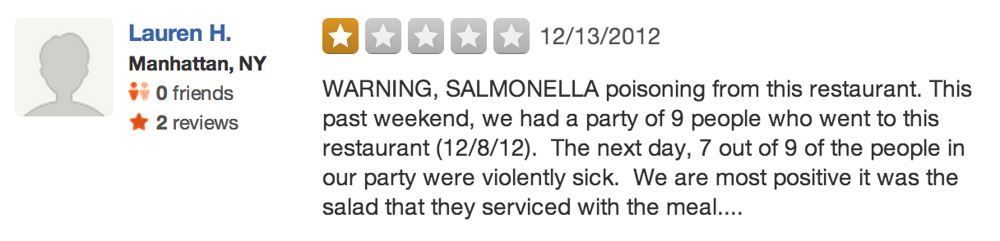 Lauren H.
Manhattan, NY
0 friends
2 reviews
12/13/2012
WARNING, SALMONELLA poisoning from this restaurant. This
past weekend, we had a party of 9 people who went to this
restaurant (12/8/12).  The next day, 7 out of 9 of the people in
our party were violently sick.  We are most positive it was the
salad that they serviced with the meal....